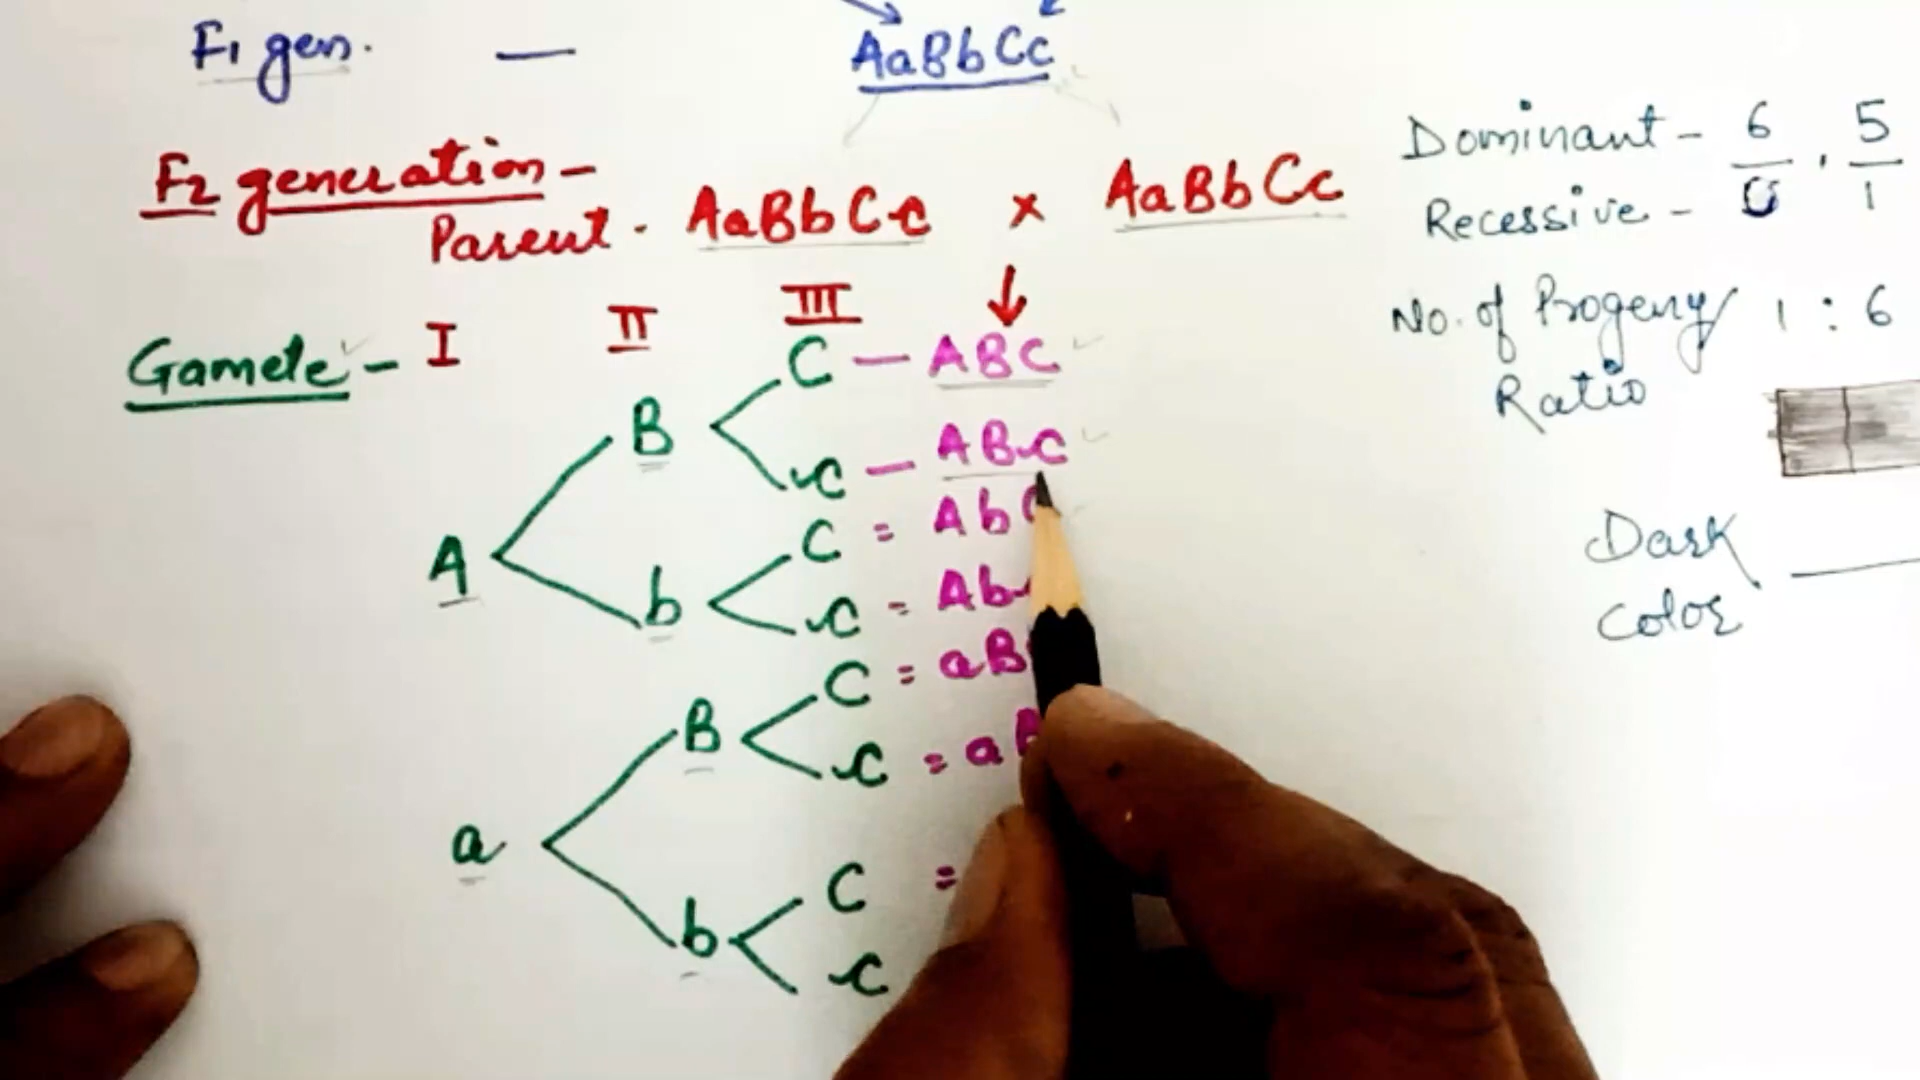 F1 gen. — AaBbCc
F2 generation -
Parent. AaBbCc × AaBbCc
Gamete - I II III
C — ABC
B
c — ABc
A
C = AbC
b
c = Ab
C = aB
B
c = aB
a
C =
b
c
Dominant - 6/0, 5/1
Recessive -
No. of Progeny 1 : 6
Ratio
Dark
Color